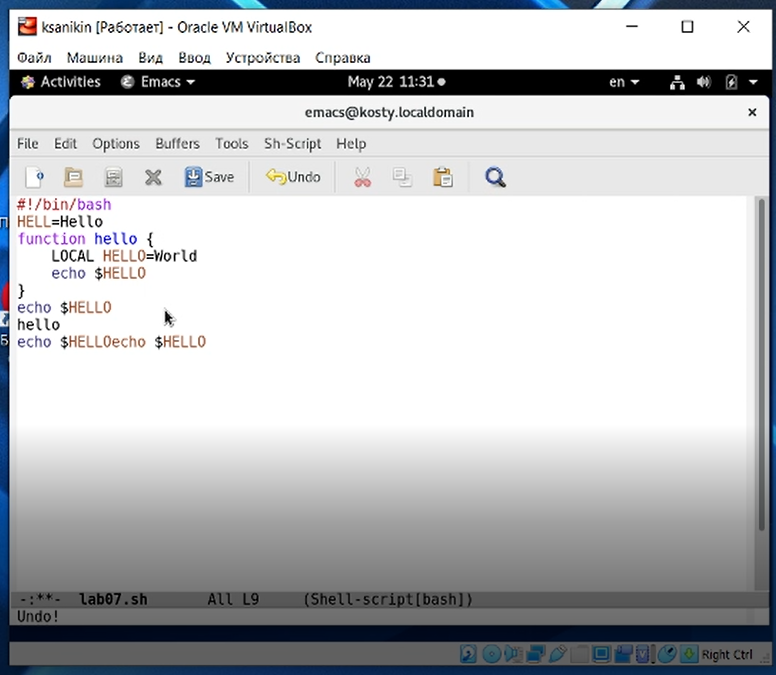 ksanikin [Работает] - Oracle VM VirtualBox
Файл Машина Вид Ввод Устройства Справка
Activities Emacs May 22 11:31 en
emacs@kosty.localdomain
File Edit Options Buffers Tools Sh-Script Help
Save Undo
#!/bin/bash
HELL=Hello
function hello {
    LOCAL HELLO=World
    echo $HELLO
}
echo $HELLO
hello
echo $HELLOecho $HELLO
-:**- lab07.sh All L9 (Shell-script[bash])
Undo!
Right Ctrl